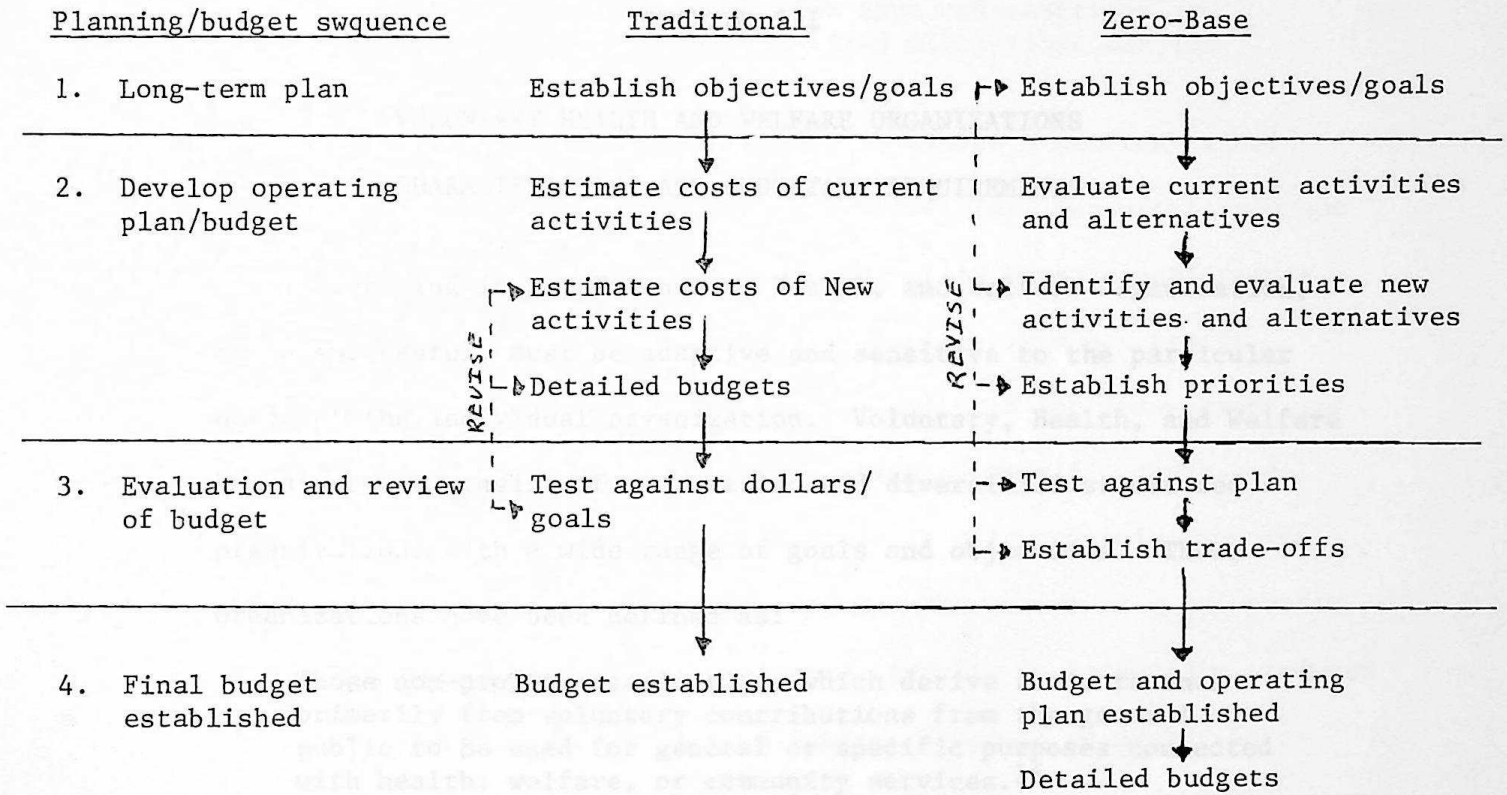 Planning/budget swquence Traditional Zero-Base
1. Long-term plan Establish objectives/goals Establish objectives/goals
2. Develop operating Estimate costs of current Evaluate current activities
plan/budget activities and alternatives
Estimate costs of New Identify and evaluate new
activities activities and alternatives
REVISE REVISE
Detailed budgets Establish priorities
3. Evaluation and review Test against dollars/ Test against plan
of budget goals
Establish trade-offs
4. Final budget Budget established Budget and operating
established plan established
Detailed budgets